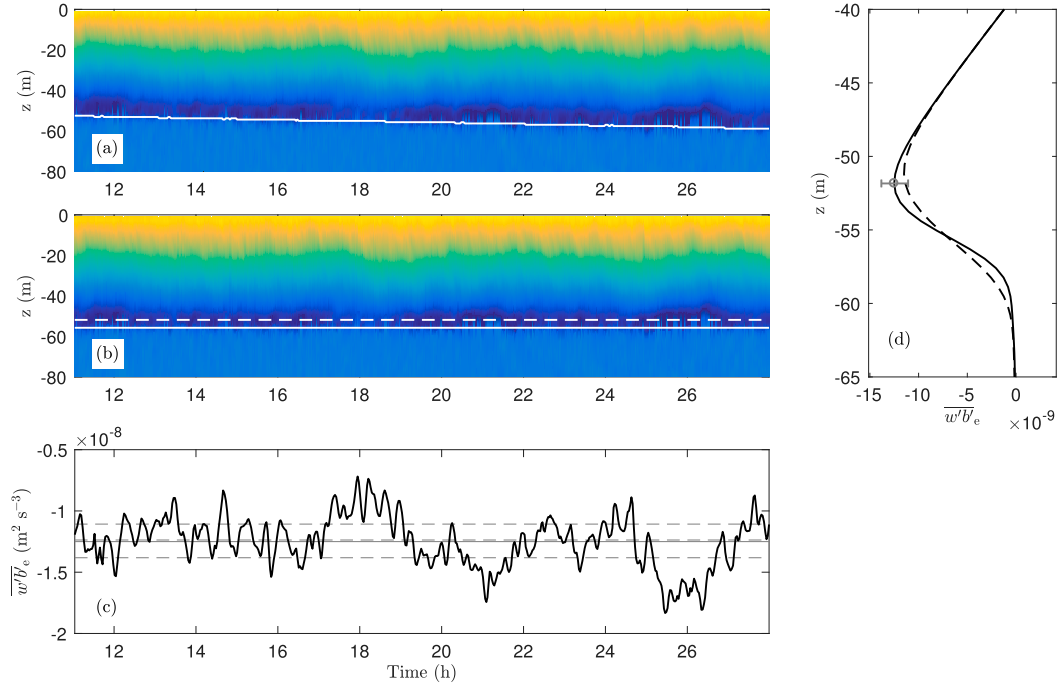 0
-20
-40
-60
-80
z (m)
(a)
12 14 16 18 20 22 24 26
0
-20
-40
-60
-80
z (m)
(b)
12 14 16 18 20 22 24 26
×10⁻⁸
-0.5
-1
-1.5
-2
w′b′ₑ (m² s⁻³)
(c)
12 14 16 18 20 22 24 26
Time (h)
-40
-45
-50
-55
-60
-65
z (m)
(d)
-15 -10 -5 0
w′b′ₑ ×10⁻⁹